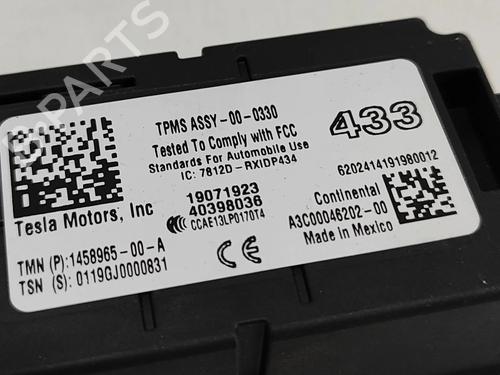 TPMS ASSY-00-0330
Tested To Comply with FCC
Standards For Automobile Use
IC: 7812D-RXIDP434
433
19071923
40398036
CCAE13LP0170T4
6202414191980012
Continental
A3C00046202-00
Made in Mexico
Tesla Motors, Inc
TMN (P):1458965-00-A
TSN (S): 0119GJ0000831
CE
B-PARTS